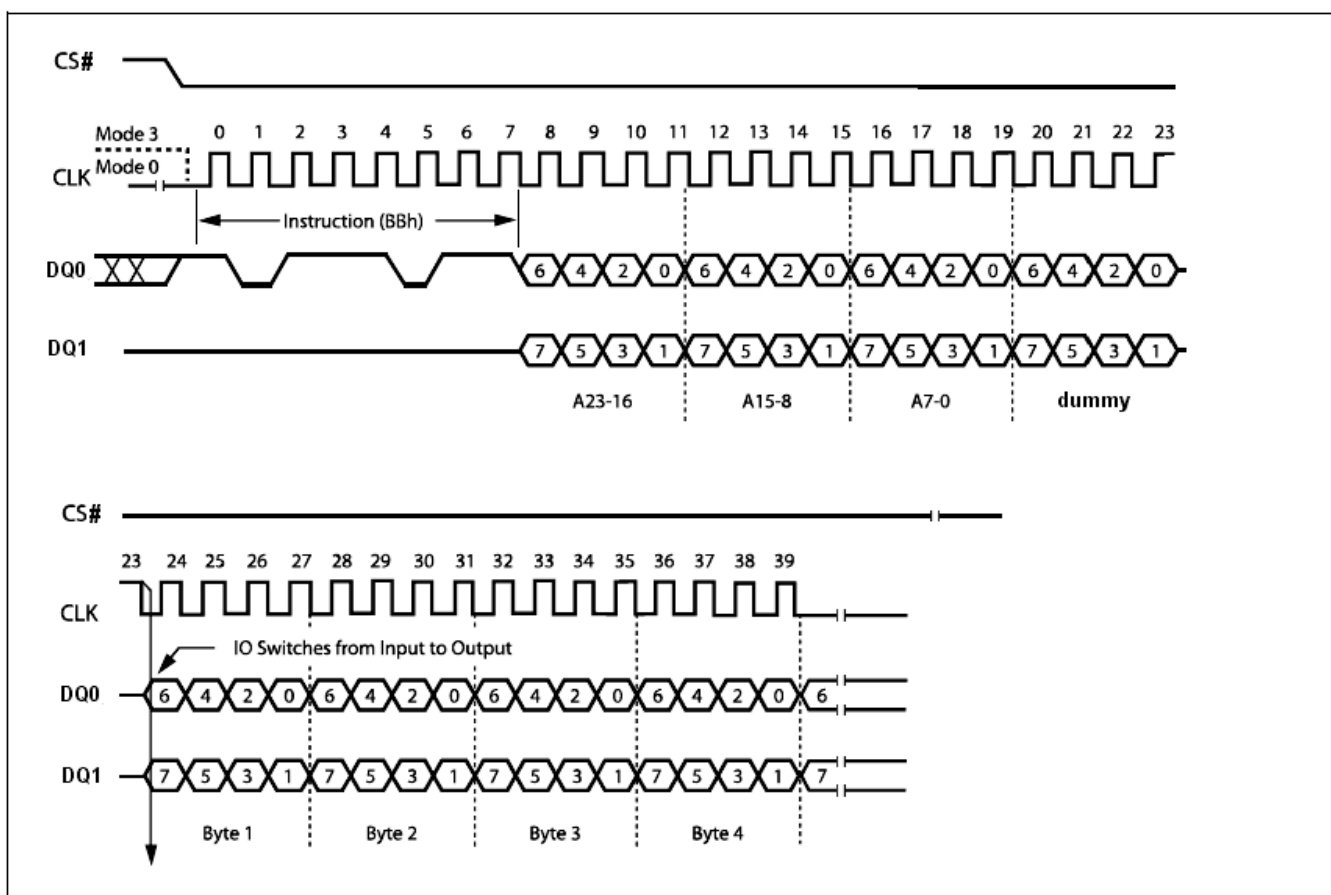 CS#
Mode 3
0 1 2 3 4 5 6 7 8 9 10 11 12 13 14 15 16 17 18 19 20 21 22 23
Mode 0
CLK
Instruction (BBh)
DQ0 6 4 2 0 6 4 2 0 6 4 2 0 6 4 2 0
DQ1 7 5 3 1 7 5 3 1 7 5 3 1 7 5 3 1
A23-16 A15-8 A7-0 dummy
CS#
23 24 25 26 27 28 29 30 31 32 33 34 35 36 37 38 39
CLK
IO Switches from Input to Output
DQ0 6 4 2 0 6 4 2 0 6 4 2 0 6 4 2 0 6
DQ1 7 5 3 1 7 5 3 1 7 5 3 1 7 5 3 1 7
Byte 1 Byte 2 Byte 3 Byte 4